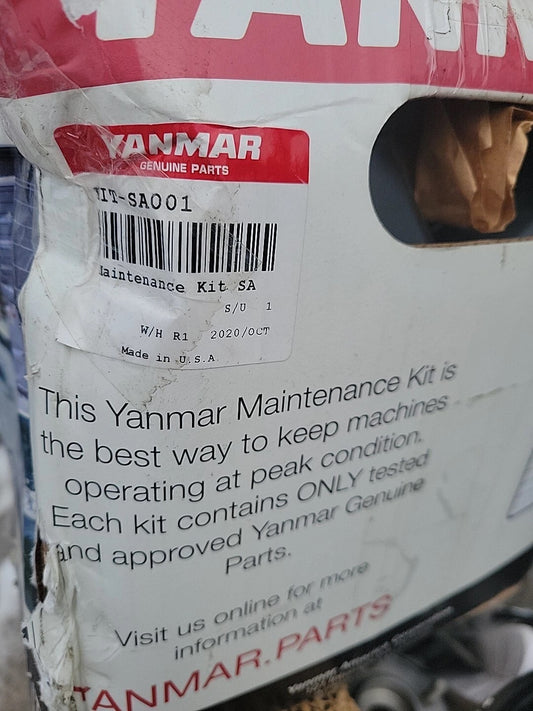 YANMAR
GENUINE PARTS
KIT-SA001
Maintenance Kit SA
S/U 1
W/H R1 2020/OCT
Made in U.S.A
This Yanmar Maintenance Kit is
the best way to keep machines
operating at peak condition.
Each kit contains ONLY tested
and approved Yanmar Genuine
Parts.
Visit us online for more
information at
YANMAR.PARTS